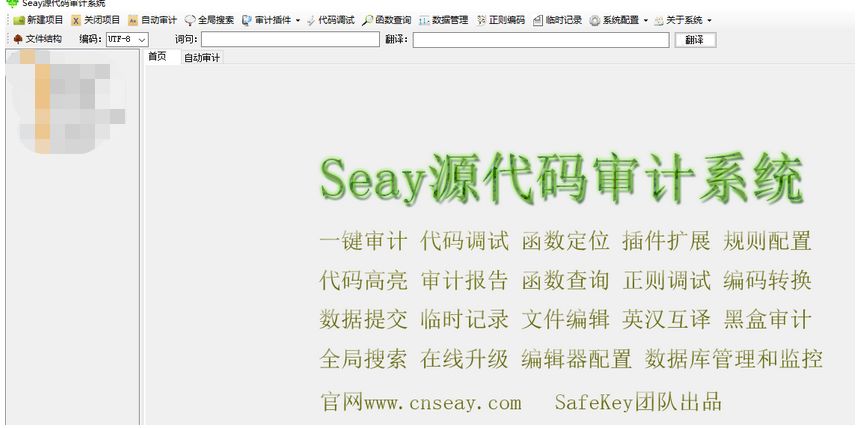 Seay源代码审计系统
新建项目 关闭项目 自动审计 全局搜索 审计插件 代码调试 函数查询 数据管理 正则编码 临时记录 系统配置 关于系统
文件结构 编码: UTF-8 词句: 翻译: 翻译
首页 自动审计
Seay源代码审计系统
一键审计 代码调试 函数定位 插件扩展 规则配置
代码高亮 审计报告 函数查询 正则调试 编码转换
数据提交 临时记录 文件编辑 英汉互译 黑盒审计
全局搜索 在线升级 编辑器配置 数据库管理和监控
官网www.cnseay.com SafeKey团队出品